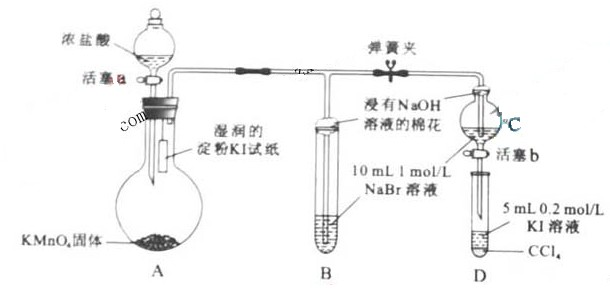 浓盐酸
活塞a
com
湿润的
淀粉KI试纸
KMnO₄固体
A
弹簧夹
浸有NaOH
溶液的棉花
10 mL 1 mol/L
NaBr 溶液
B
C
活塞b
5 mL 0.2 mol/L
KI 溶液
CCl₄
D